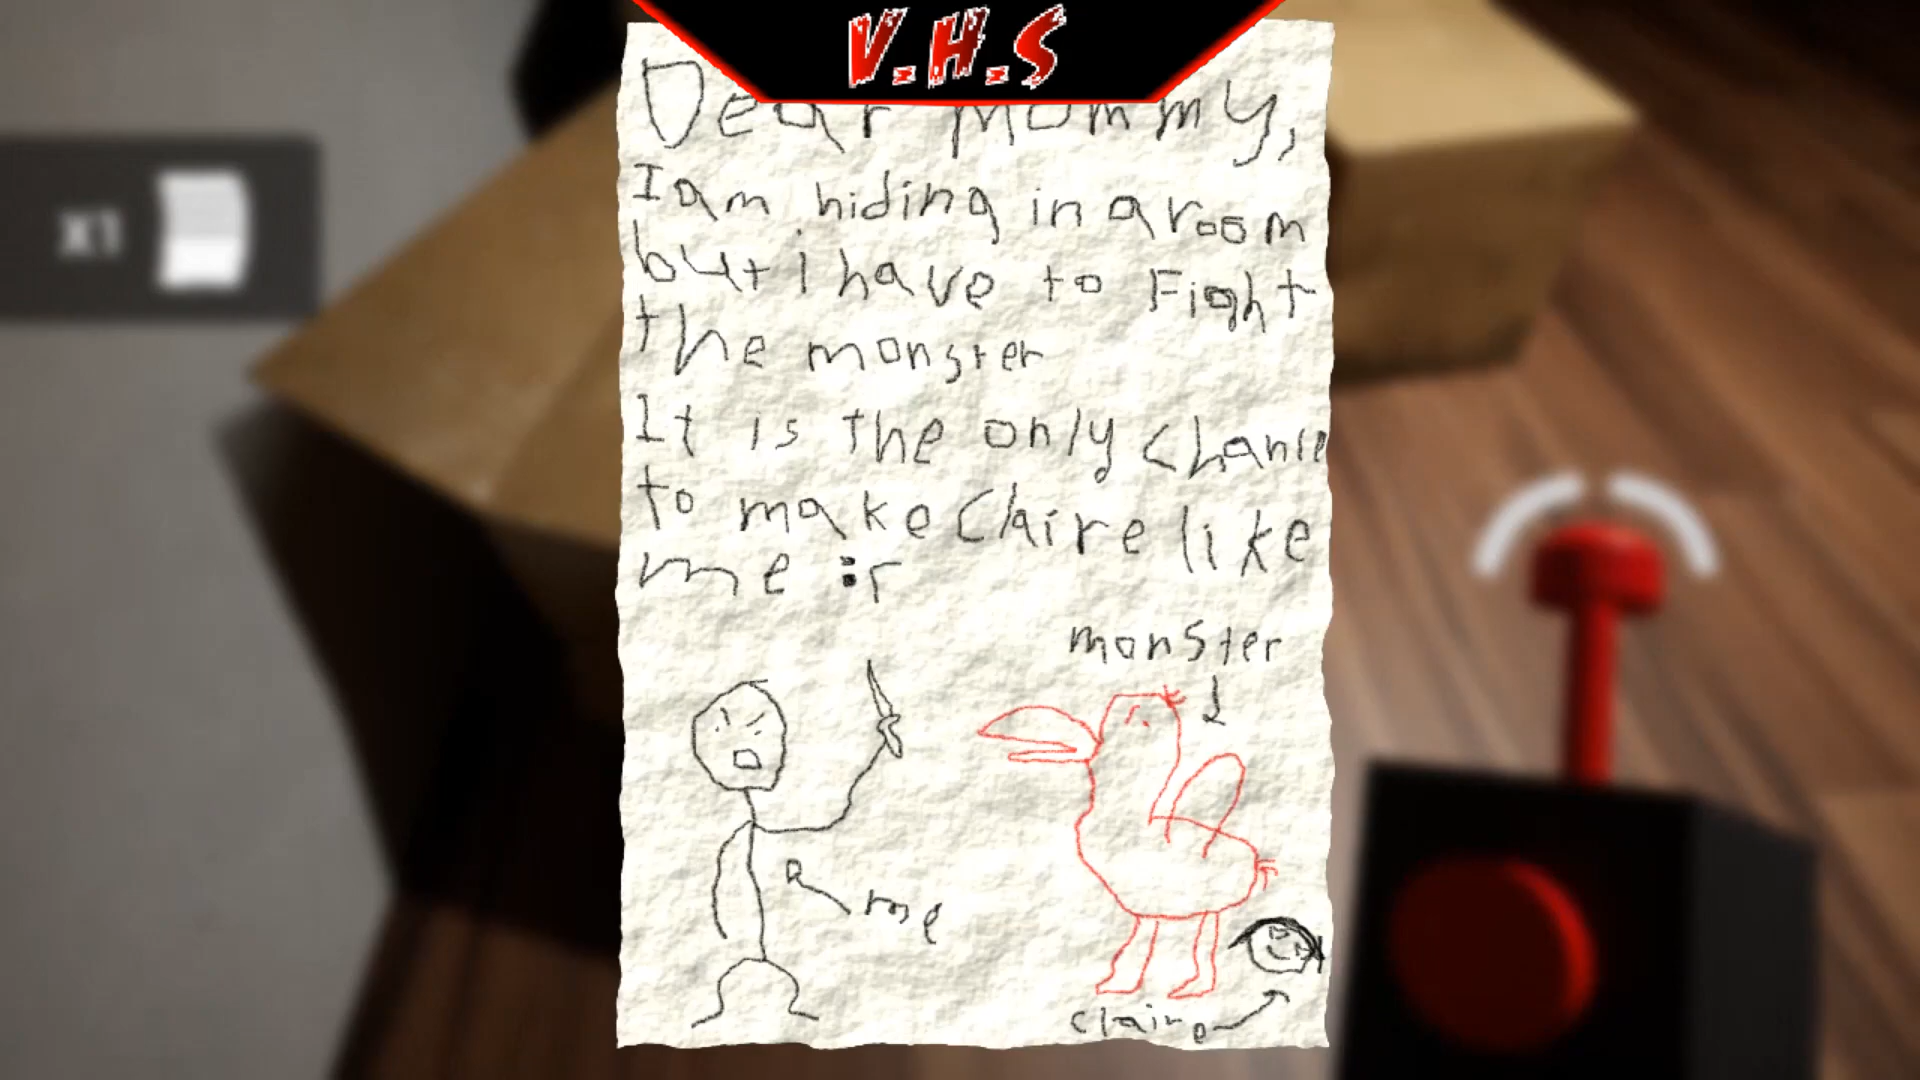 V.H.S
Dear Mommy,
X1
I am hiding in a room
but i have to Fight
the monster
It is the only chance
to make Claire like
me :r
monster
me
claire